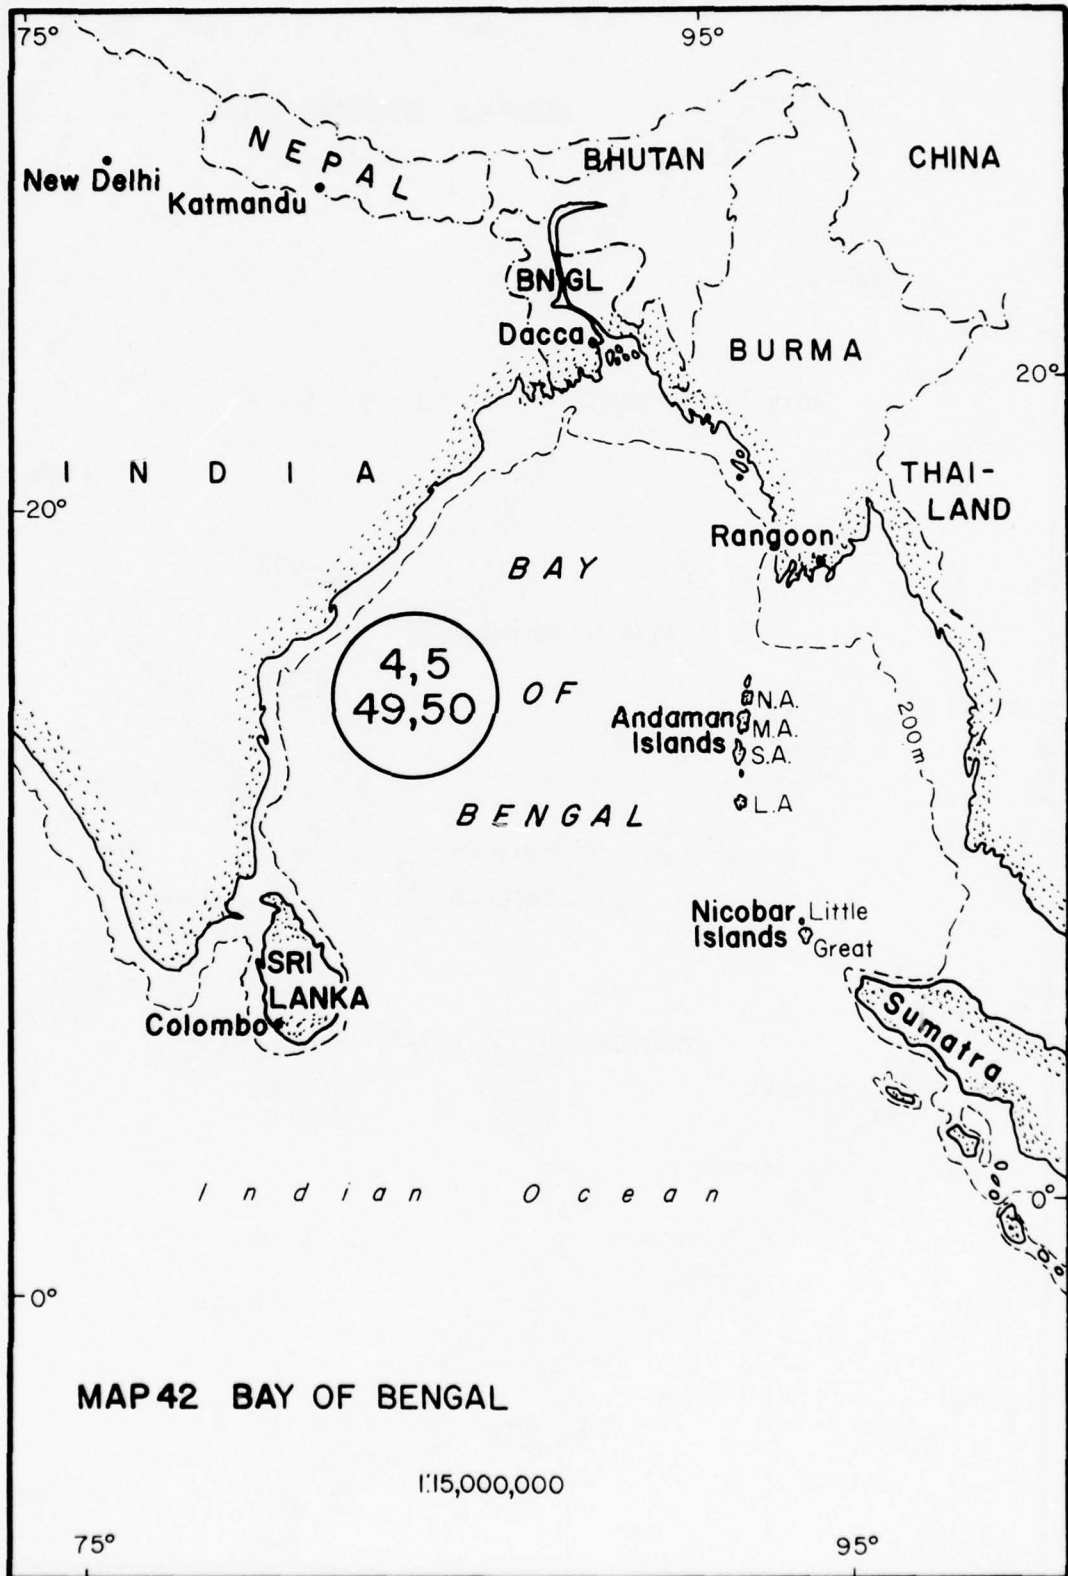 75°
95°
NEPAL
BHUTAN
CHINA
New Delhi
Katmandu
BNGL
Dacca
BURMA
20°
INDIA
THAI-
LAND
20°
Rangoon
BAY
4,5
49,50
OF
N.A.
Andaman
Islands
M.A.
S.A.
200m
L.A
BENGAL
Nicobar
Islands
Little
Great
SRI
LANKA
Colombo
Sumatra
Indian Ocean
0°
0°
MAP 42 BAY OF BENGAL
1:15,000,000
75°
95°